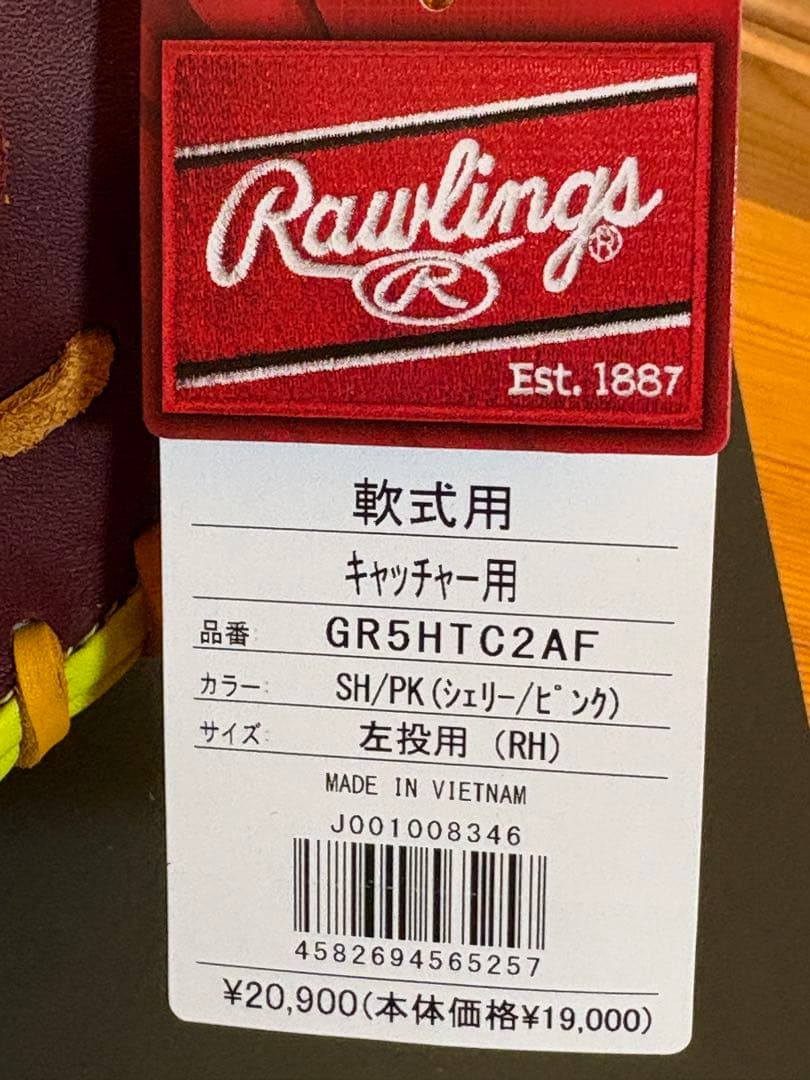 Rawlings®
R
Est. 1887
軟式用
キャッチャー用
品番: GR5HTC2AF
カラー: SH/PK(シェリー/ピンク)
サイズ: 左投用 (RH)
MADE IN VIETNAM
J001008346
4582694565257
¥20,900(本体価格¥19,000)